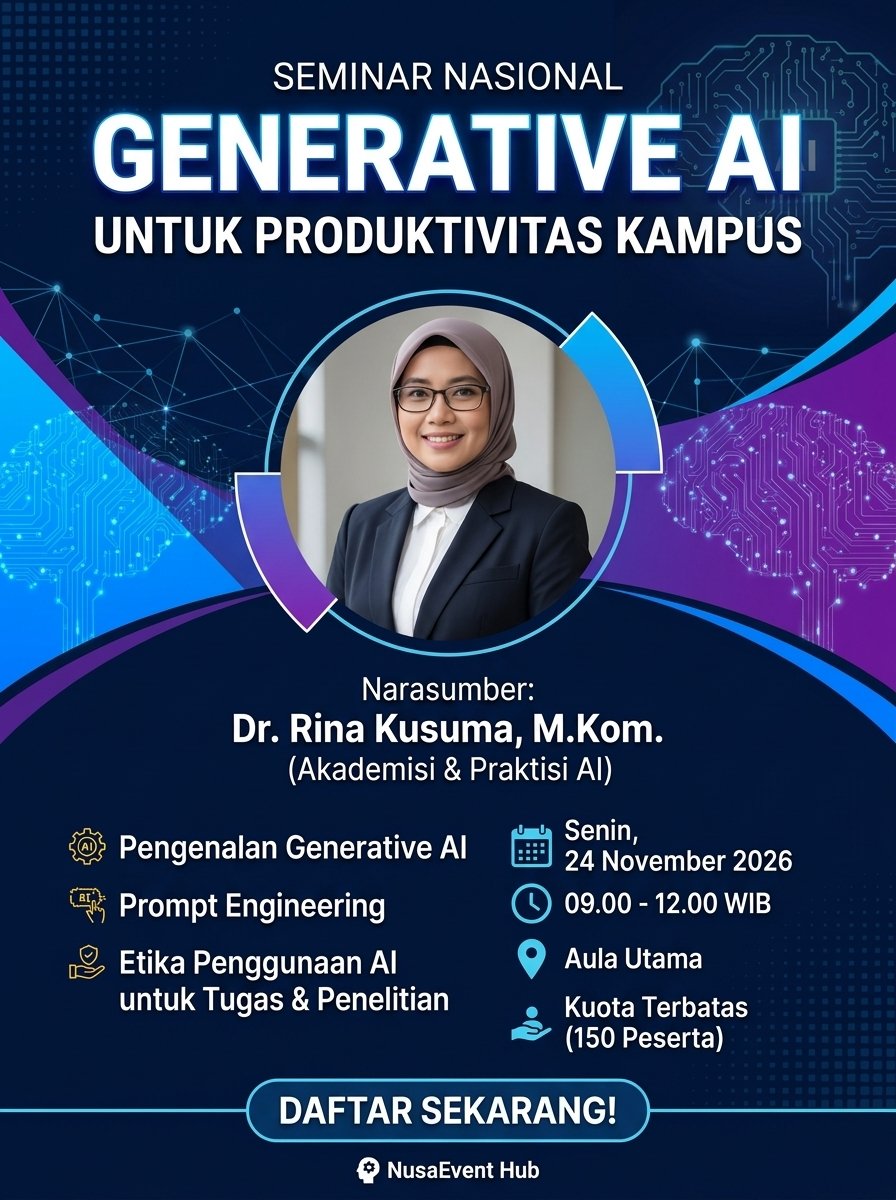 SEMINAR NASIONAL
GENERATIVE AI
UNTUK PRODUKTIVITAS KAMPUS
AI
Narasumber:
Dr. Rina Kusuma, M.Kom.
(Akademisi & Praktisi AI)
AI
Pengenalan Generative AI
Prompt Engineering
Etika Penggunaan AI
untuk Tugas & Penelitian
Senin,
24 November 2026
09.00 - 12.00 WIB
Aula Utama
Kuota Terbatas
(150 Peserta)
DAFTAR SEKARANG!
NusaEvent Hub